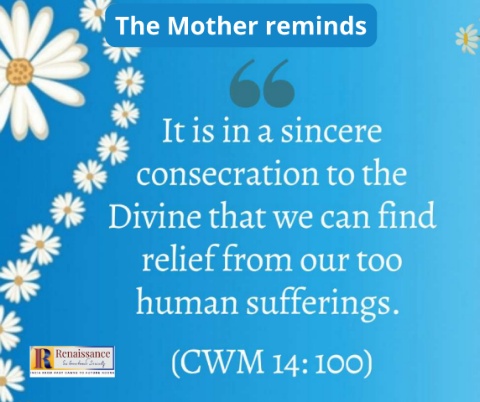 The Mother reminds
It is in a sincere
consecration to the
Divine that we can find
relief from our too
human sufferings.
(CWM 14: 100)
Renaissance